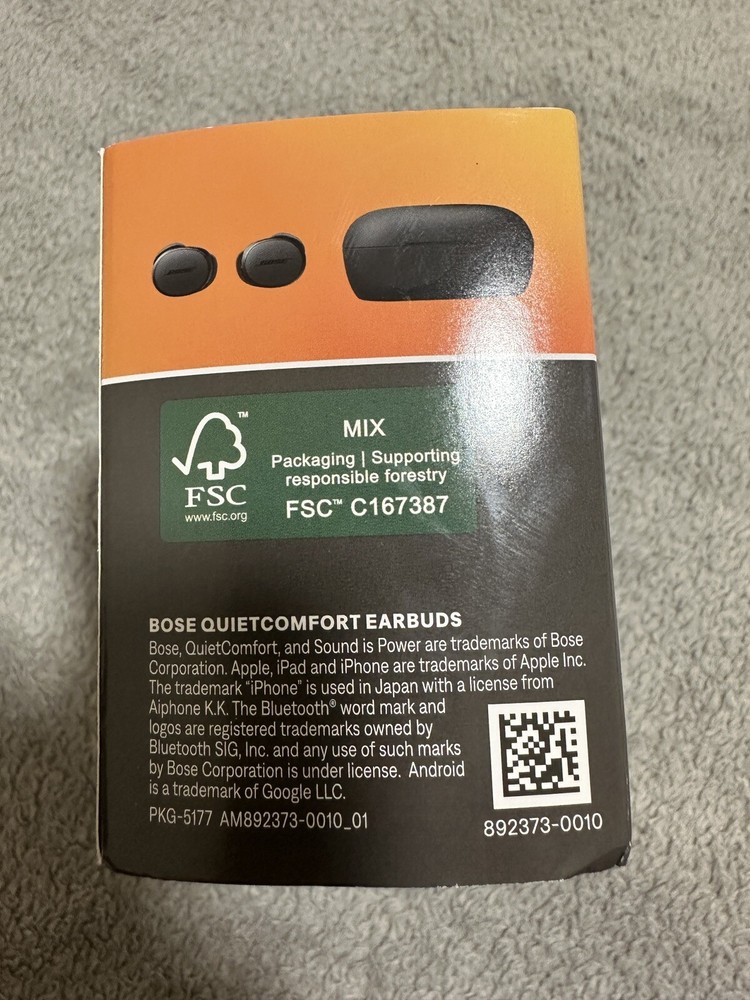 BOSE
BOSE
MIX
Packaging | Supporting
responsible forestry
FSC™ C167387
™
FSC
www.fsc.org
BOSE QUIETCOMFORT EARBUDS
Bose, QuietComfort, and Sound is Power are trademarks of Bose
Corporation. Apple, iPad and iPhone are trademarks of Apple Inc.
The trademark "iPhone" is used in Japan with a license from
Aiphone K.K. The Bluetooth® word mark and
logos are registered trademarks owned by
Bluetooth SIG, Inc. and any use of such marks
by Bose Corporation is under license. Android
is a trademark of Google LLC.
PKG-5177 AM892373-0010_01
892373-0010